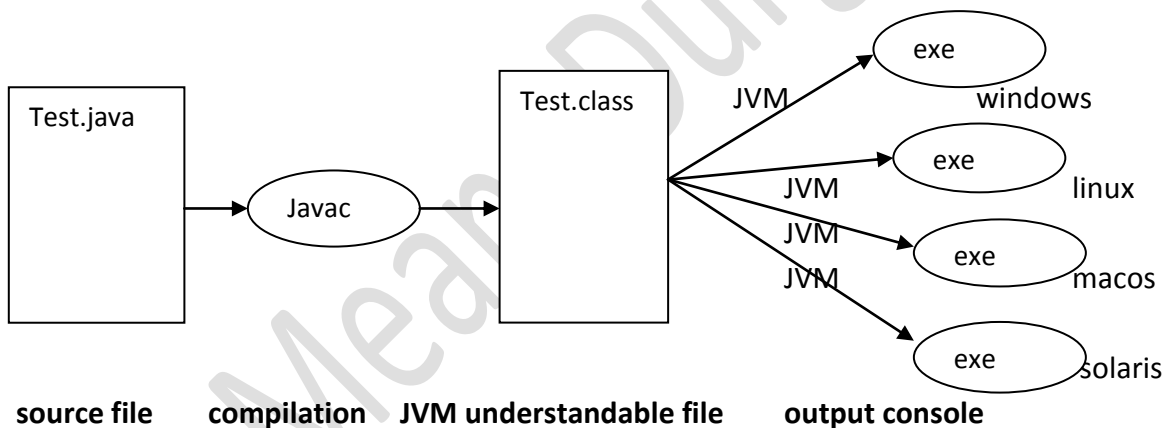 Test.java
Javac
Test.class
JVM
exe
windows
JVM
exe
linux
JVM
exe
macos
JVM
exe
solaris
source file compilation JVM understandable file output console